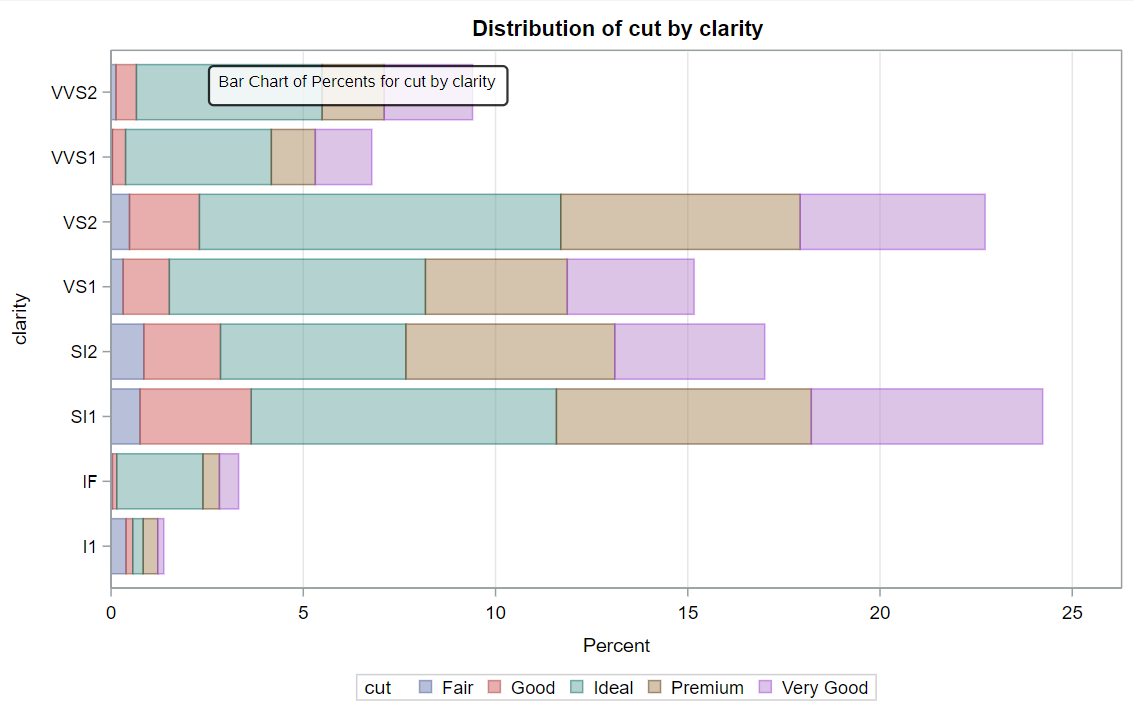 Distribution of cut by clarity
Bar Chart of Percents for cut by clarity
VVS2
VVS1
VS2
VS1
SI2
SI1
IF
I1
clarity
0 5 10 15 20 25
Percent
cut Fair Good Ideal Premium Very Good